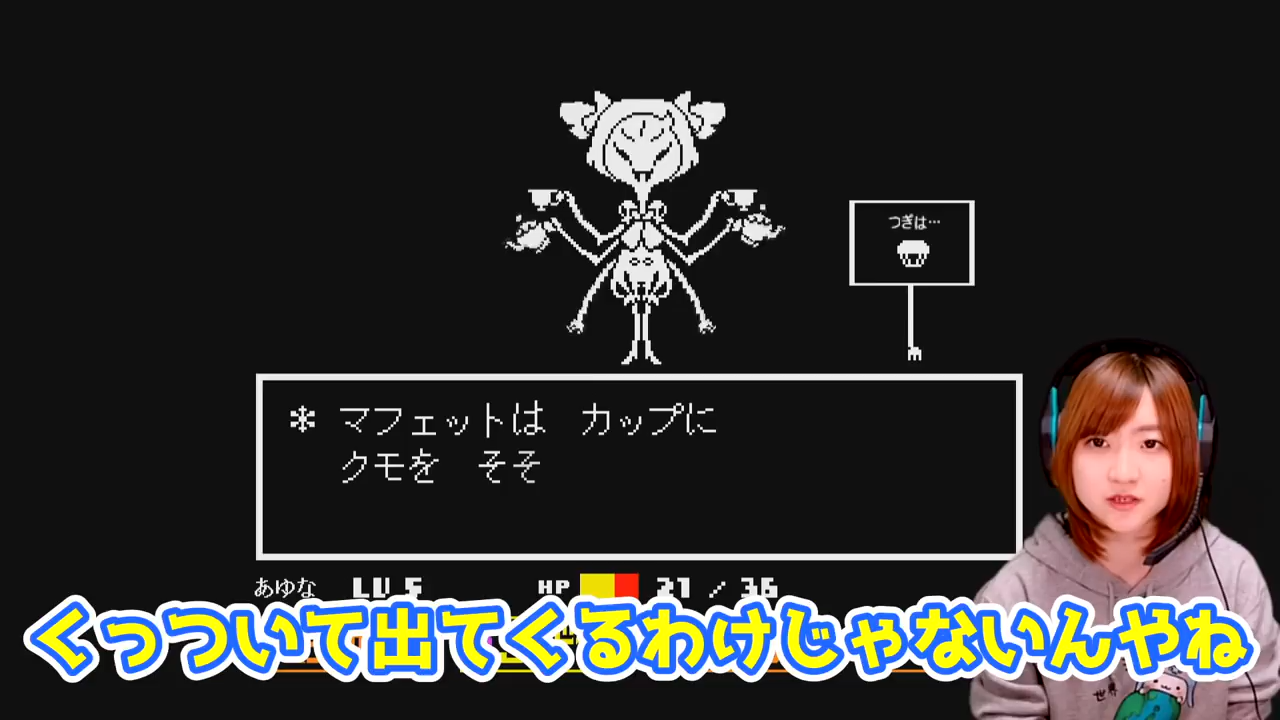 つぎは…
＊ マフェットは カップに
クモを そそ
あゆな LV 5 HP 21 / 36
くっついて出てくるわけじゃないんやね
世界